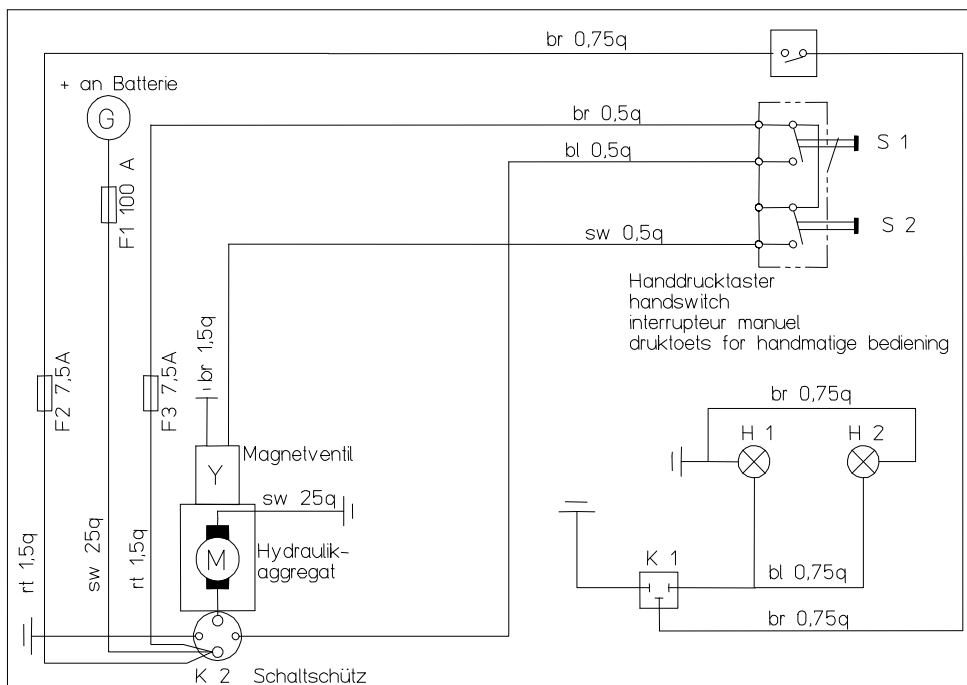 br 0,75q
+ an Batterie
G
br 0,5q
S 1
bl 0,5q
F1 100 A
S 2
sw 0,5q
Handdrucktaster
handswitch
interrupteur manuel
druktoets for handmatige bediening
br 1,5q
F2 7,5A
F3 7,5A
br 0,75q
H 1
H 2
Magnetventil
Y
sw 25q
M
Hydraulik-
aggregat
rt 1,5q
sw 25q
rt 1,5q
K 1
bl 0,75q
br 0,75q
K 2 Schaltschütz